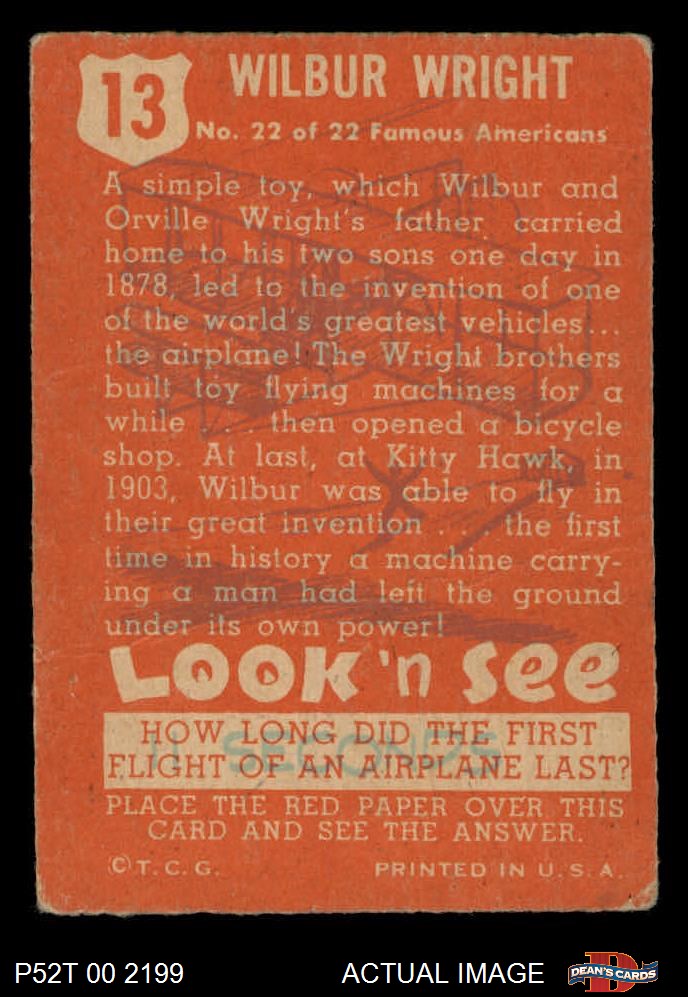 13
WILBUR WRIGHT
No. 22 of 22 Famous Americans
A simple toy, which Wilbur and
Orville Wright's father carried
home to his two sons one day in
1878, led to the invention of one
of the world's greatest vehicles...
the airplane! The Wright brothers
built toy flying machines for a
while . . . then opened a bicycle
shop. At last, at Kitty Hawk, in
1903, Wilbur was able to fly in
their great invention . . . the first
time in history a machine carry-
ing a man had left the ground
under its own power!
LOOK 'n See
HOW LONG DID THE FIRST
FLIGHT OF AN AIRPLANE LAST?
11 SECONDS
PLACE THE RED PAPER OVER THIS
CARD AND SEE THE ANSWER.
© T. C. G. PRINTED IN U. S. A.
P52T 00 2199 ACTUAL IMAGE
D
DEAN'S CARDS